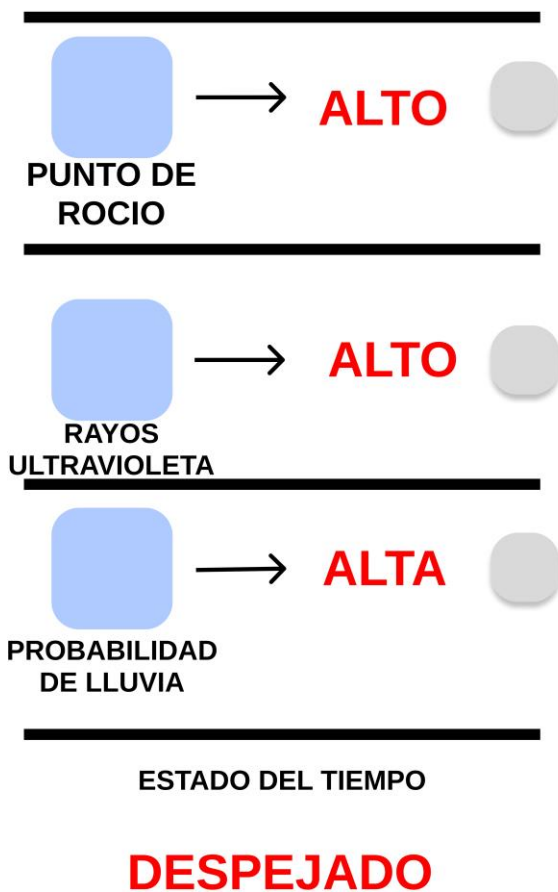 ALTO
PUNTO DE
ROCIO
ALTO
RAYOS
ULTRAVIOLETA
ALTA
PROBABILIDAD
DE LLUVIA
ESTADO DEL TIEMPO
DESPEJADO